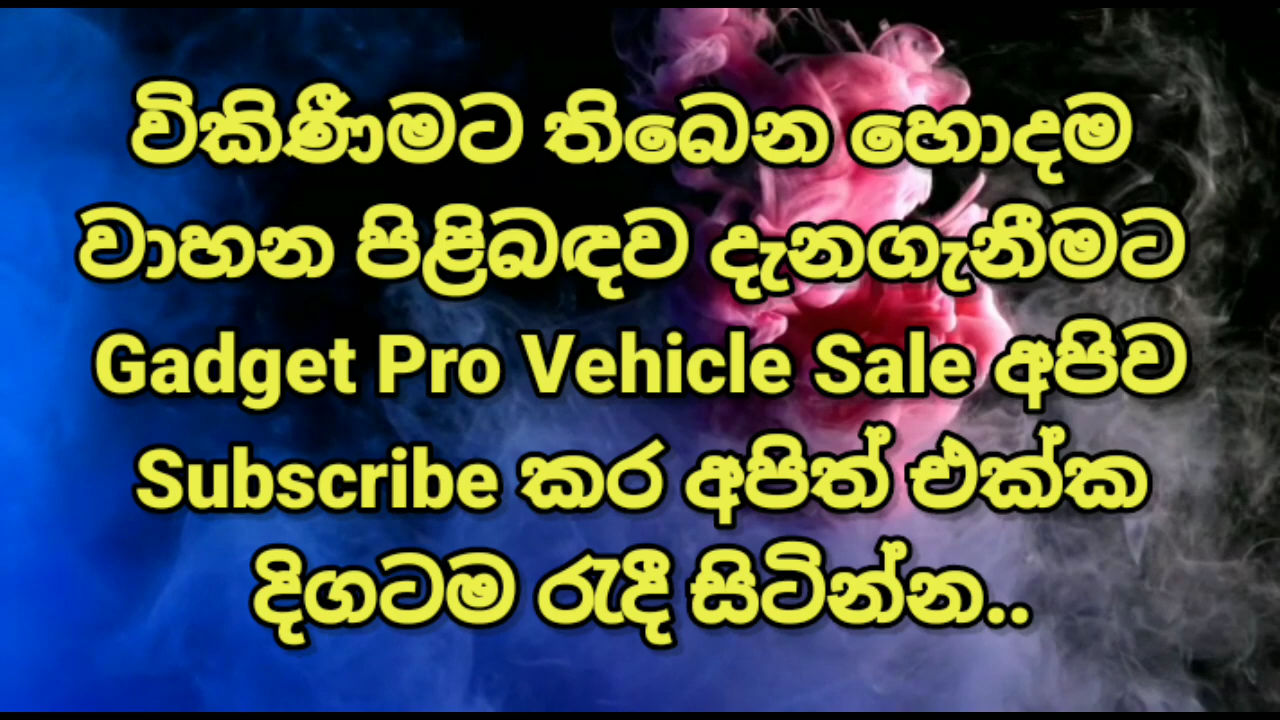 විකිණීමට තිබෙන හොදම
වාහන පිළිබඳව දැනගැනීමට
Gadget Pro Vehicle Sale අපිව
Subscribe කර අපිත් එක්ක
දිගටම රැදී සිටින්න..